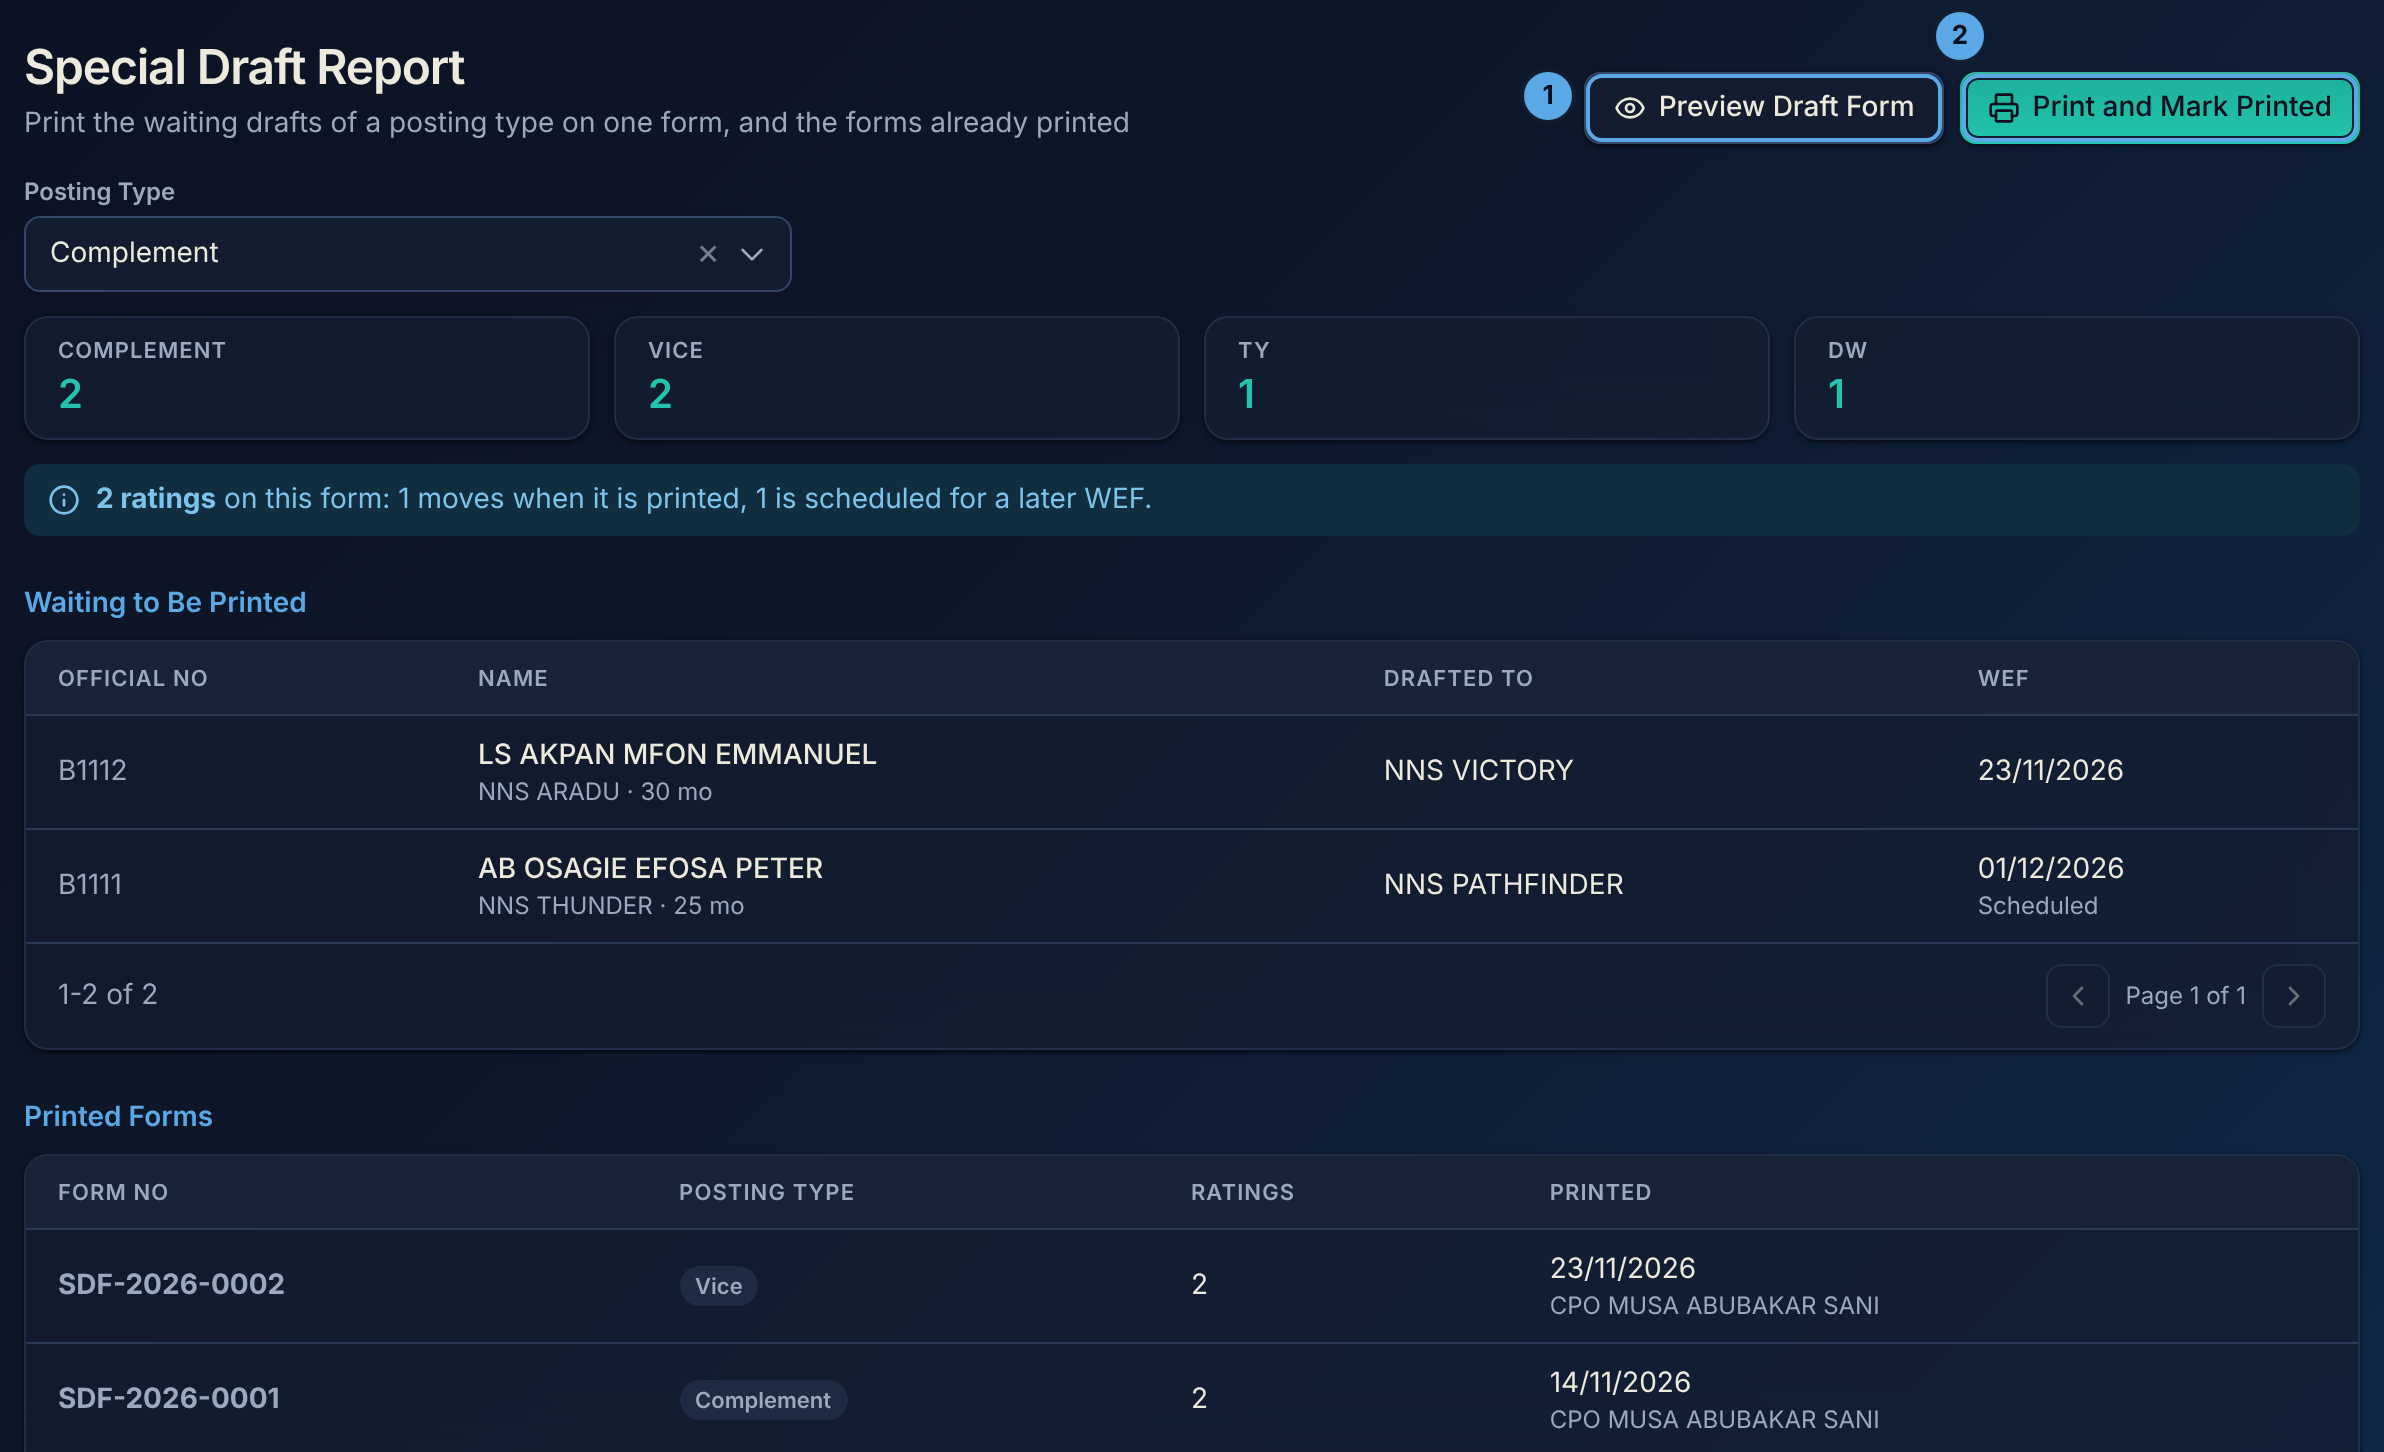 Special Draft Report
Print the waiting drafts of a posting type on one form, and the forms already printed
1
Preview Draft Form
2
Print and Mark Printed
Posting Type
Complement
COMPLEMENT
2
VICE
2
TY
1
DW
1
2 ratings on this form: 1 moves when it is printed, 1 is scheduled for a later WEF.
Waiting to Be Printed
OFFICIAL NO NAME DRAFTED TO WEF
B1112 LS AKPAN MFON EMMANUEL NNS VICTORY 23/11/2026
NNS ARADU · 30 mo
B1111 AB OSAGIE EFOSA PETER NNS PATHFINDER 01/12/2026
NNS THUNDER · 25 mo Scheduled
1-2 of 2 Page 1 of 1
Printed Forms
FORM NO POSTING TYPE RATINGS PRINTED
SDF-2026-0002 Vice 2 23/11/2026
CPO MUSA ABUBAKAR SANI
SDF-2026-0001 Complement 2 14/11/2026
CPO MUSA ABUBAKAR SANI